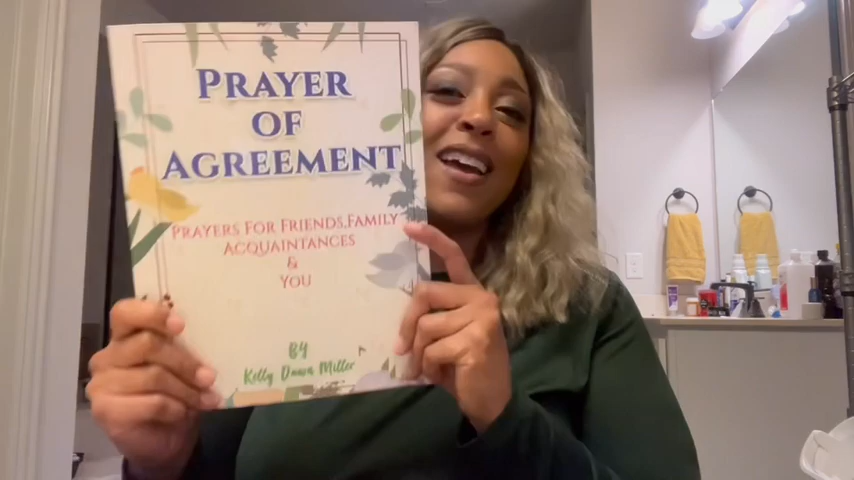 PRAYER
OF
AGREEMENT
PRAYERS FOR FRIENDS,FAMILY
ACQUAINTANCES
&
YOU
BY
Kelly Dawn Miller